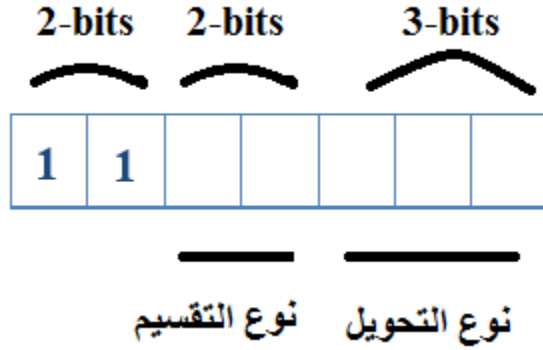 2-bits 2-bits 3-bits
1 1
نوع التقسيم نوع التحويل